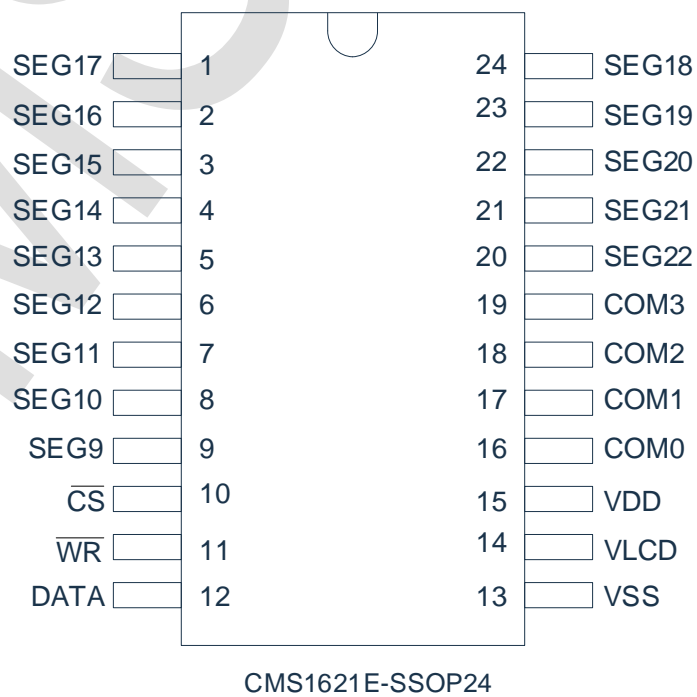 SEG17 1 24 SEG18
SEG16 2 23 SEG19
SEG15 3 22 SEG20
SEG14 4 21 SEG21
SEG13 5 20 SEG22
SEG12 6 19 COM3
SEG11 7 18 COM2
SEG10 8 17 COM1
SEG9 9 16 COM0
C̅S̅ 10 15 VDD
W̅R̅ 11 14 VLCD
DATA 12 13 VSS
CMS1621E-SSOP24